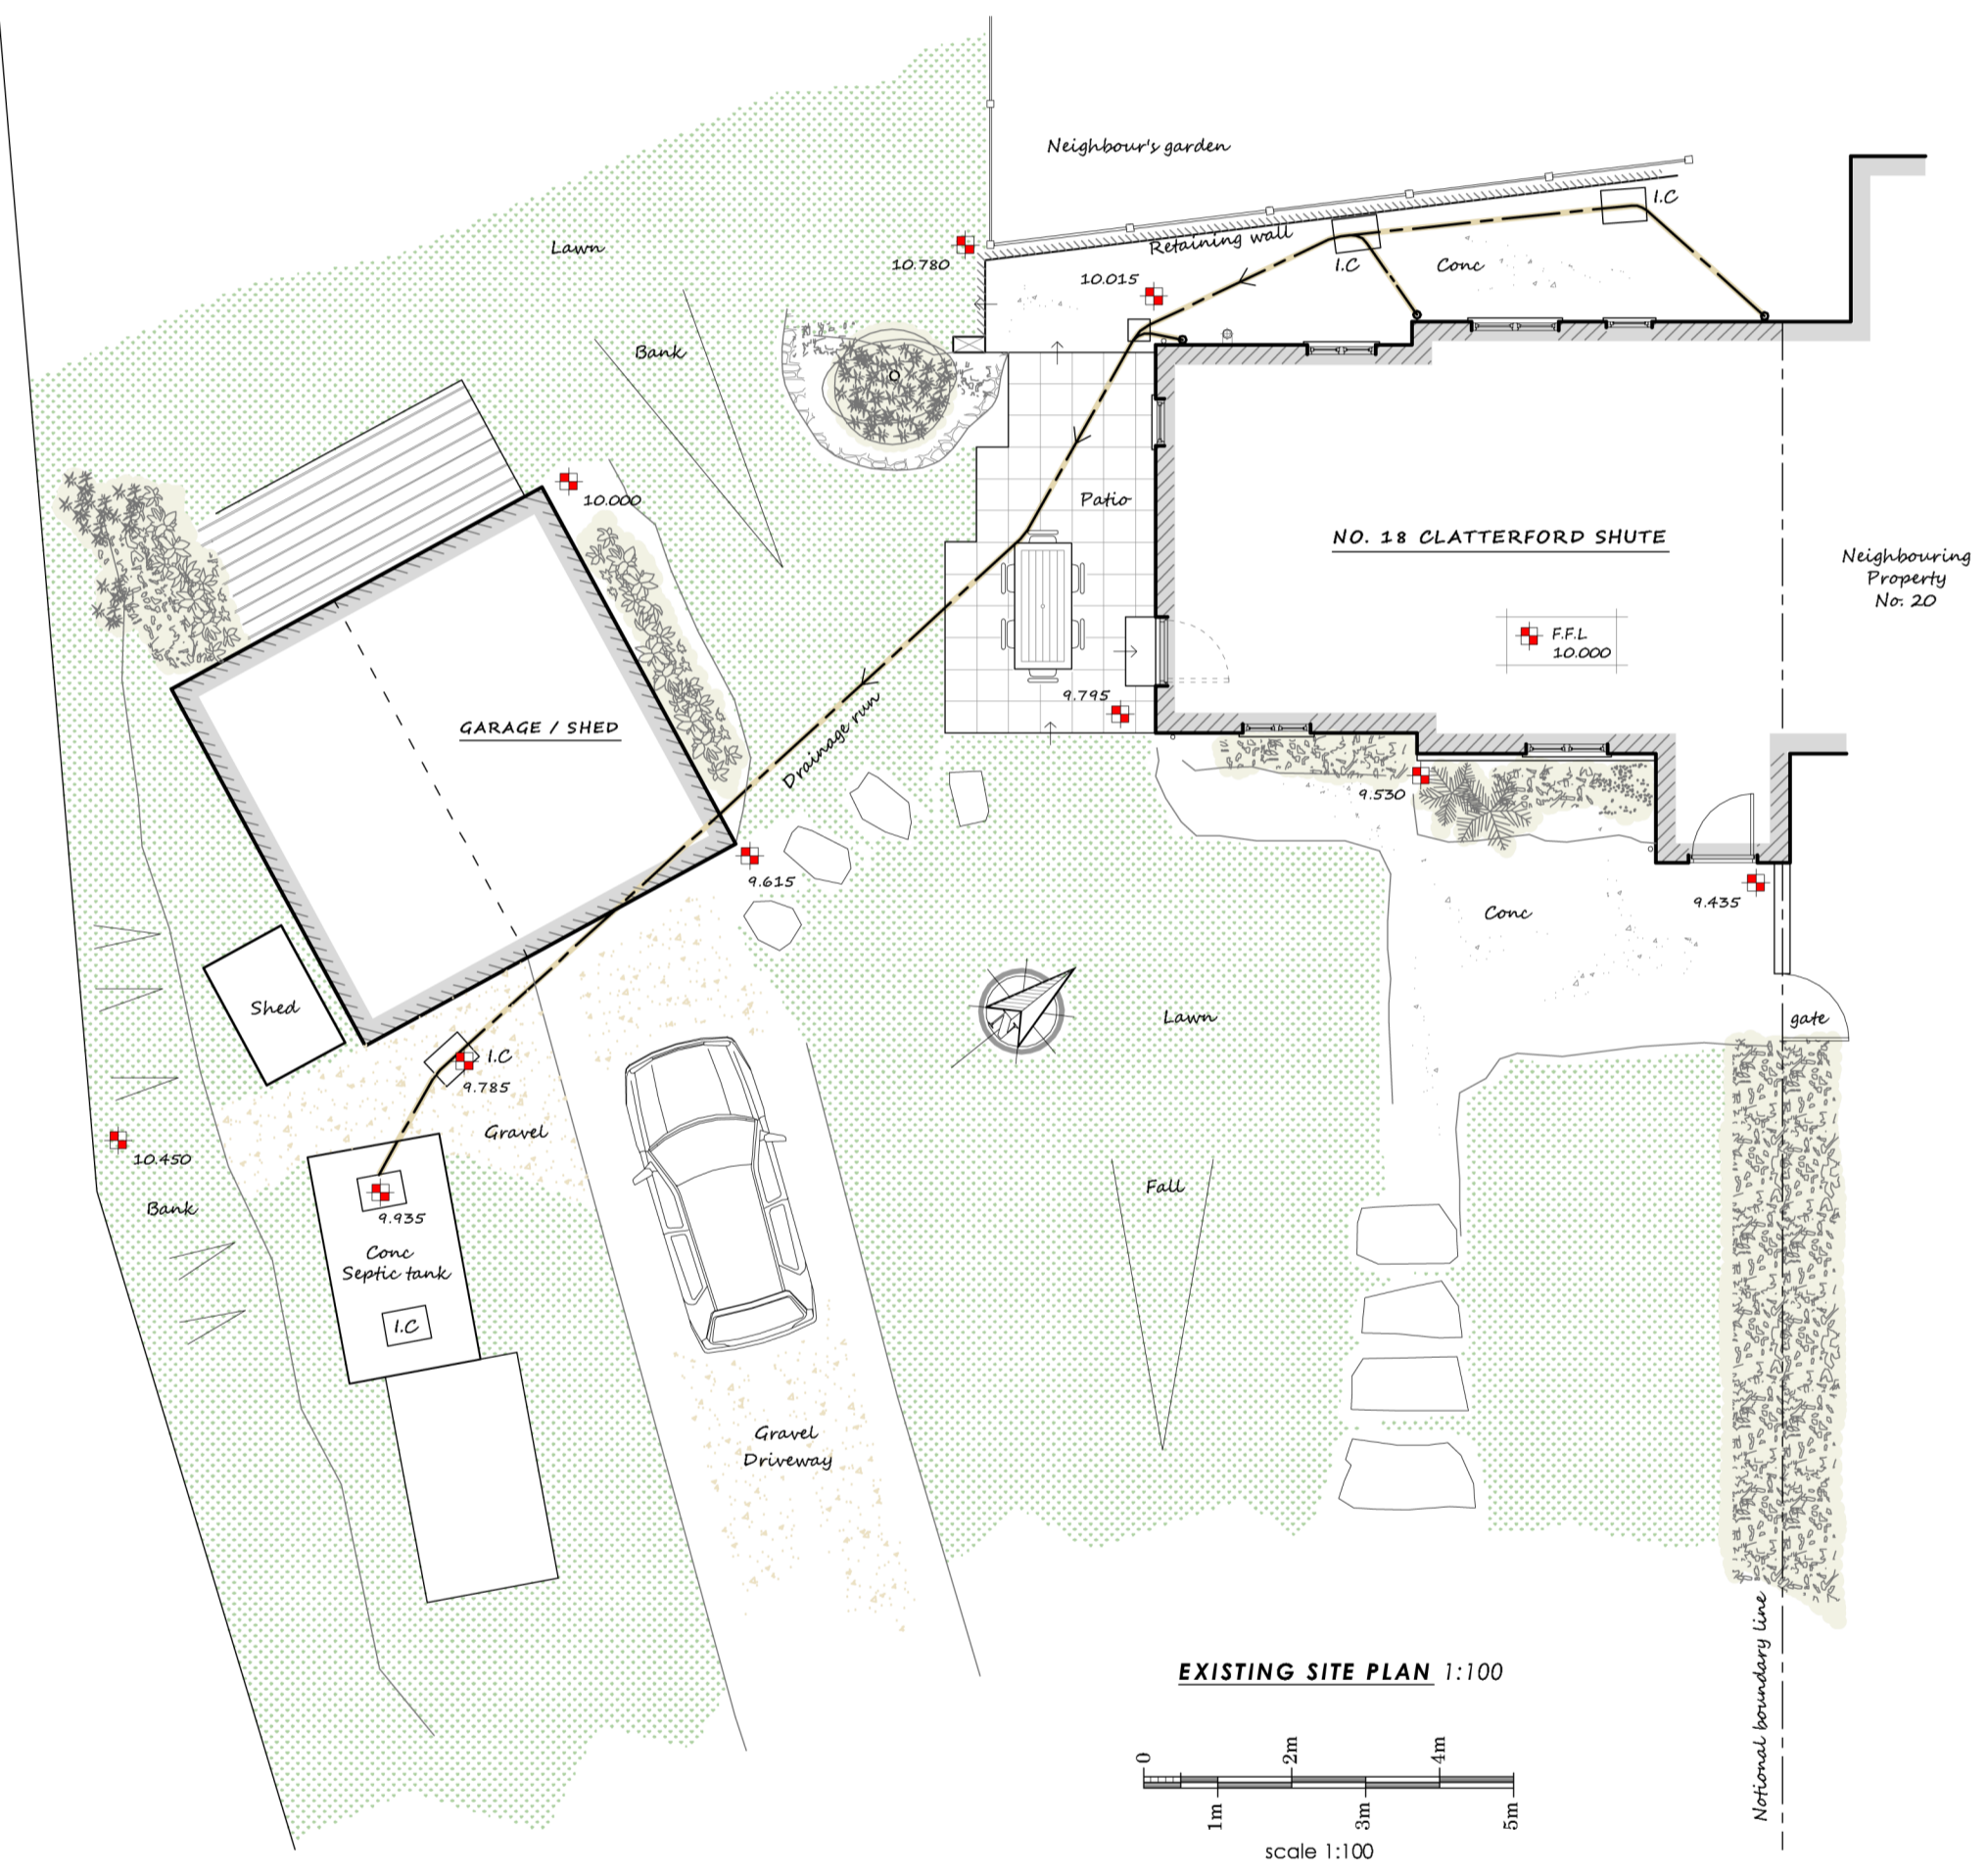 Neighbour's garden
I.C
Lawn
10.780
Retaining wall
I.C
Conc
10.015
Bank
10.000
Patio
NO. 18 CLATTERFORD SHUTE
Neighbouring
Property
No. 20
F.F.L
10.000
9.795
GARAGE / SHED
Drainage run
9.530
9.615
9.435
Conc
Shed
N
Lawn
gate
I.C
9.785
Gravel
10.450
Bank
Fall
9.935
Conc
Septic tank
I.C
Gravel
Driveway
Notional boundary line
EXISTING SITE PLAN 1:100
0 2m 4m
1m 3m 5m
scale 1:100